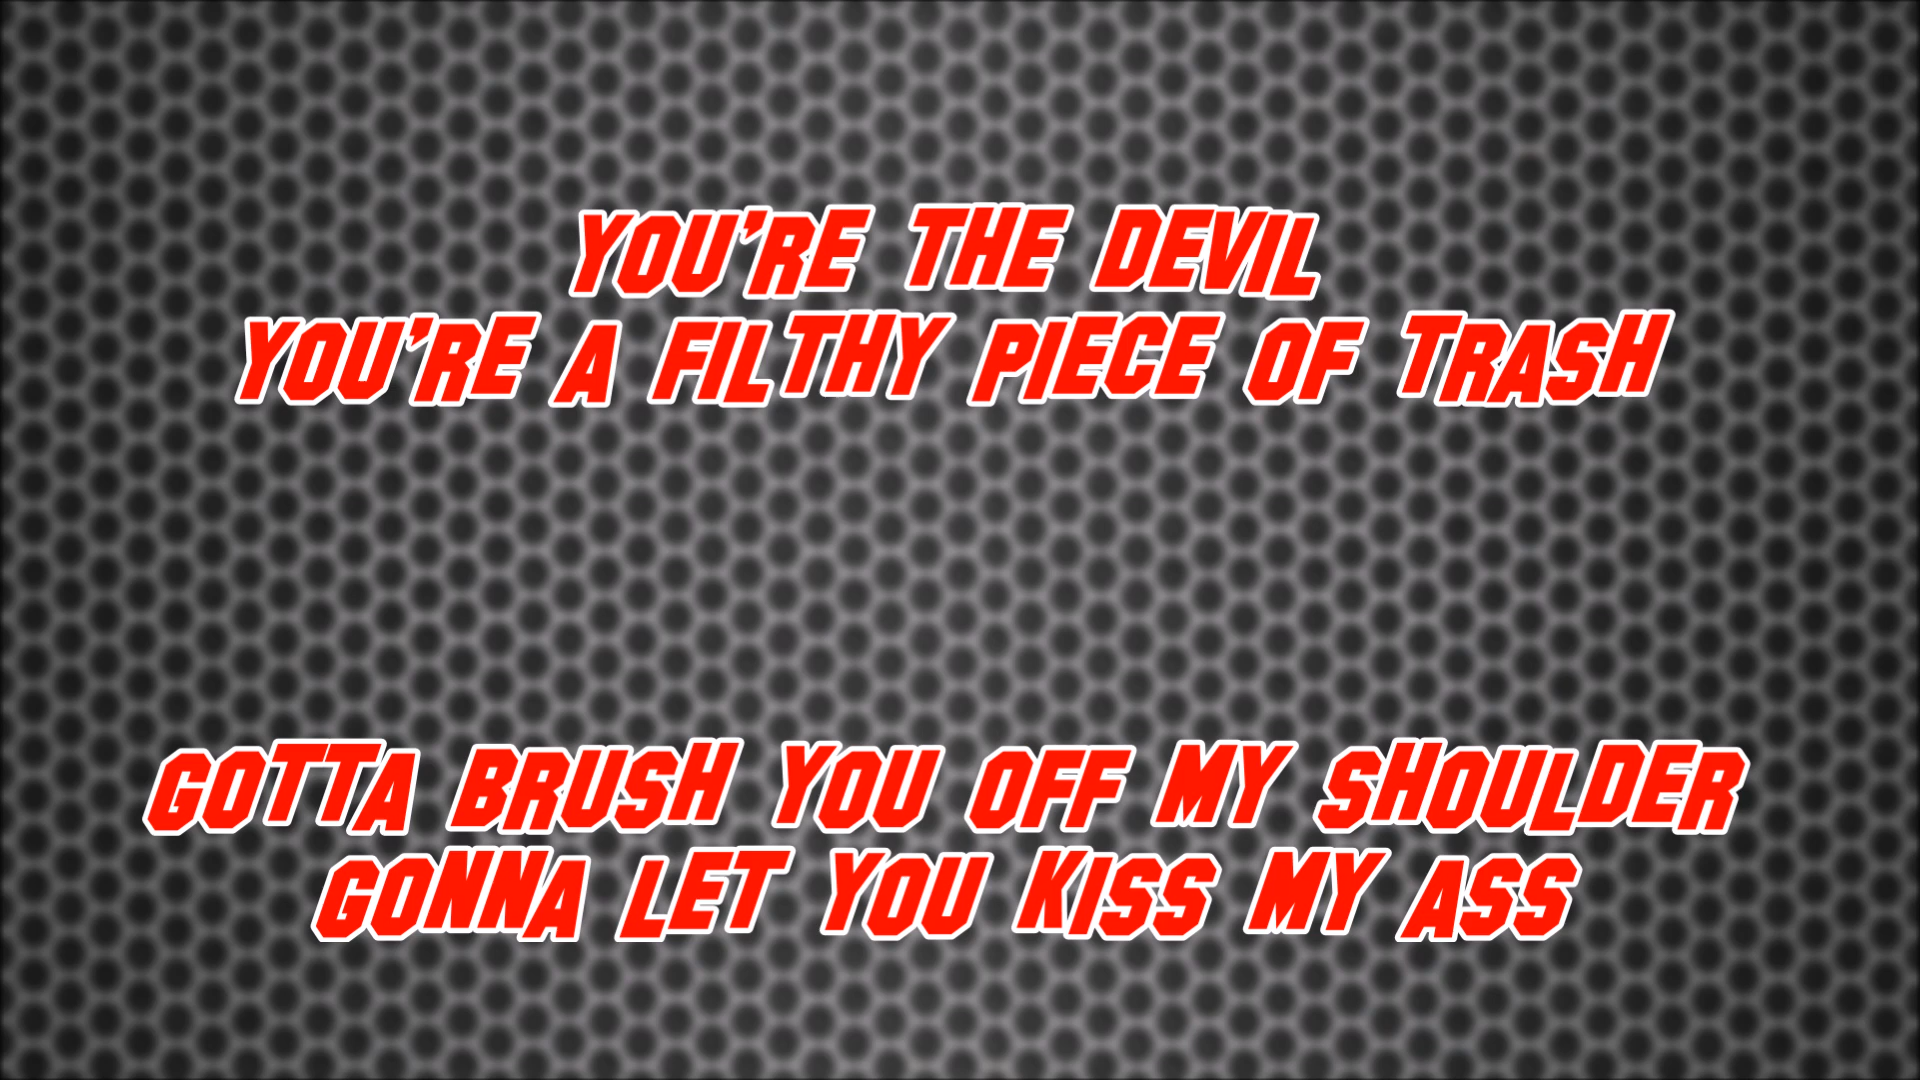 YOU'RE THE DEVIL
YOU'RE A FILTHY PIECE OF TRASH
GOTTA BRUSH YOU OFF MY SHOULDER
GONNA LET YOU KISS MY ASS